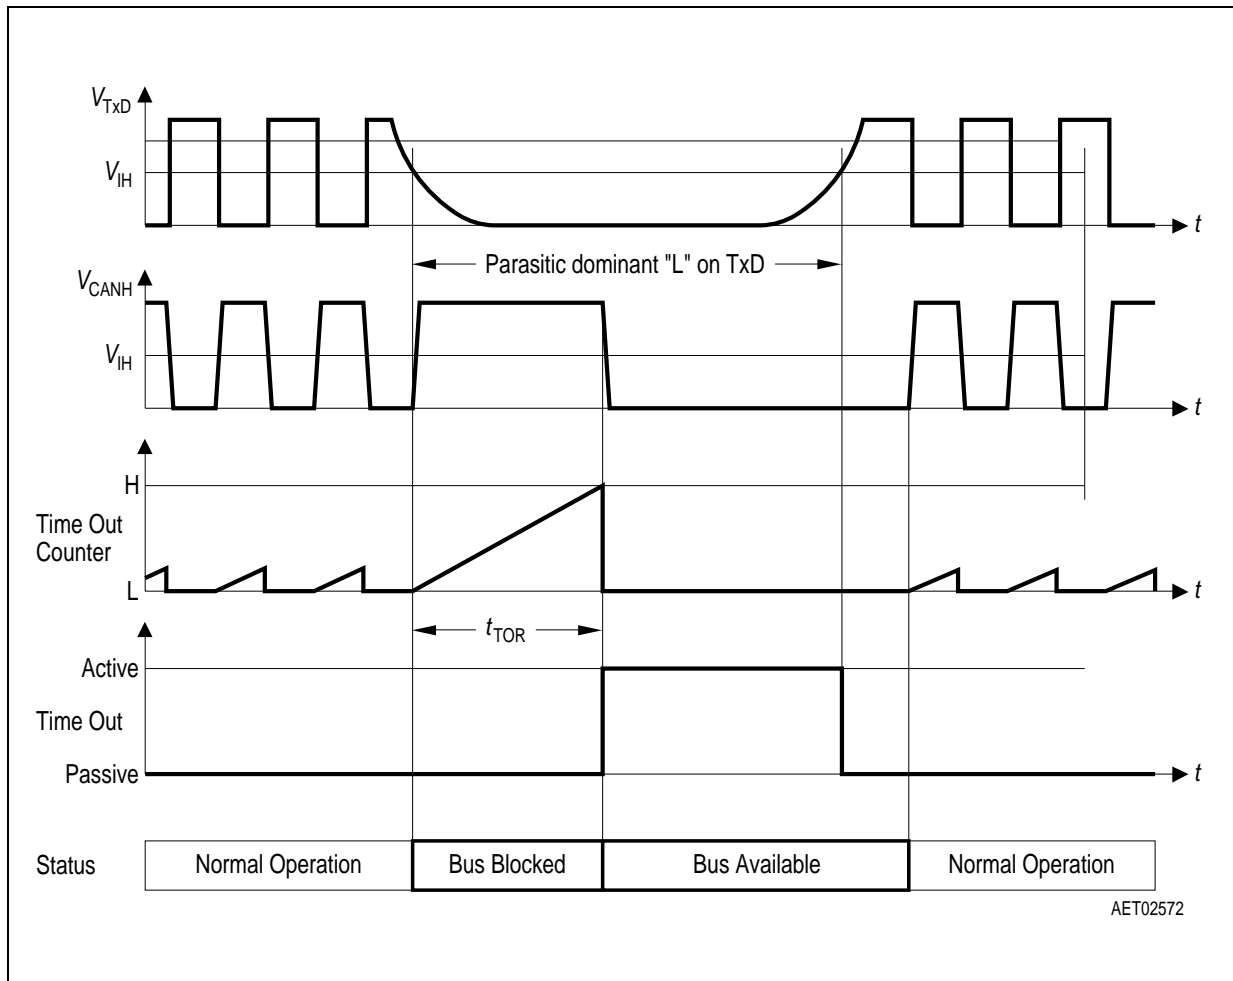 VTxD
VIH
t
Parasitic dominant "L" on TxD
VCANH
VIH
t
H
Time Out
Counter
L
t
tTOR
Active
Time Out
Passive
t
Status
Normal Operation
Bus Blocked
Bus Available
Normal Operation
AET02572